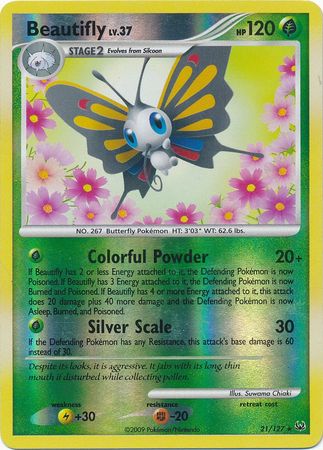 Beautifly LV.37 HP 120
STAGE 2 Evolves from Silcoon
NO. 267 Butterfly Pokémon HT: 3'03" WT: 62.6 lbs.
Colorful Powder 20+
If Beautifly has 2 or less Energy attached to it, the Defending Pokémon is now
Poisoned. If Beautifly has 3 Energy attached to it, the Defending Pokémon is now
Burned and Poisoned. If Beautifly has 4 or more Energy attached to it, this attack
does 20 damage plus 40 more damage and the Defending Pokémon is now
Asleep, Burned, and Poisoned.
Silver Scale 30
If the Defending Pokémon has any Resistance, this attack's base damage is 60
instead of 30.
Despite its looks, it is aggressive. It jabs with its long, thin
mouth if disturbed while collecting pollen.
Illus. Suwama Chiaki
weakness resistance retreat cost
+30 -20
©2009 Pokémon/Nintendo 21/127 ★